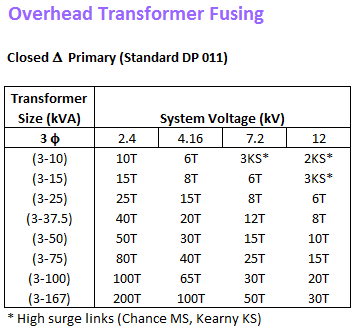 Overhead Transformer Fusing
Closed Δ Primary (Standard DP 011)
Transformer
Size (kVA) System Voltage (kV)
3 ϕ 2.4 4.16 7.2 12
(3-10) 10T 6T 3KS* 2KS*
(3-15) 15T 8T 6T 3KS*
(3-25) 25T 15T 8T 6T
(3-37.5) 40T 20T 12T 8T
(3-50) 50T 30T 15T 10T
(3-75) 80T 40T 25T 15T
(3-100) 100T 65T 30T 20T
(3-167) 200T 100T 50T 30T
* High surge links (Chance MS, Kearny KS)